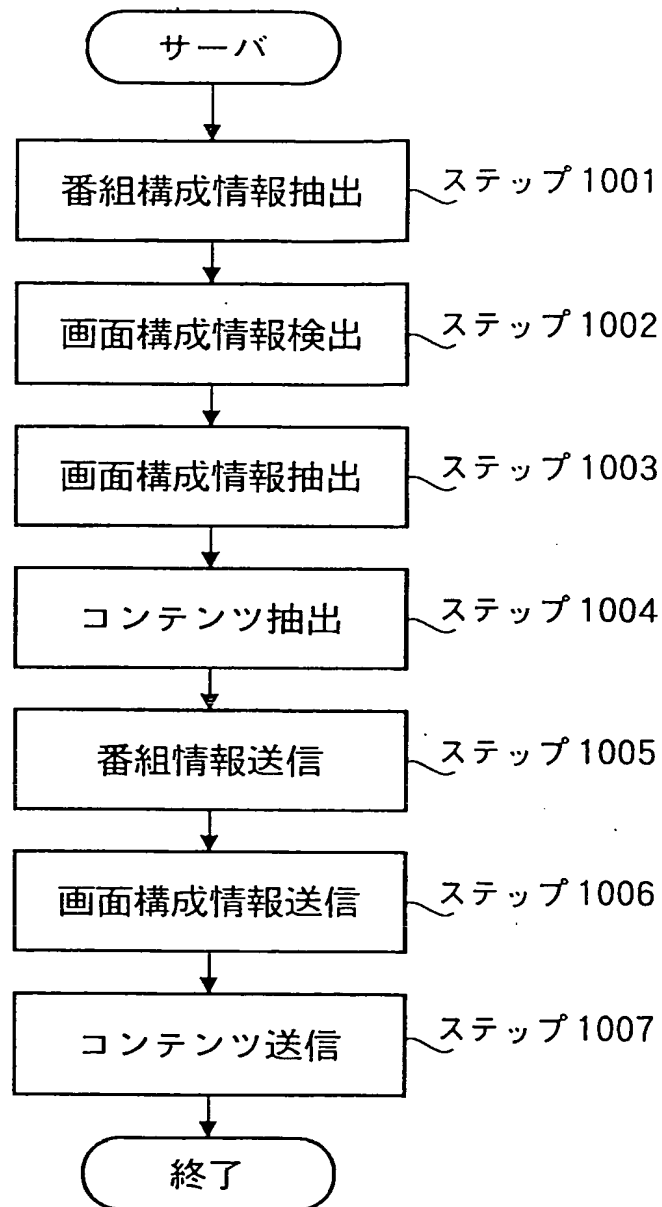 サーバ
番組構成情報抽出 ステップ1001
画面構成情報検出 ステップ1002
画面構成情報抽出 ステップ1003
コンテンツ抽出 ステップ1004
番組情報送信 ステップ1005
画面構成情報送信 ステップ1006
コンテンツ送信 ステップ1007
終了